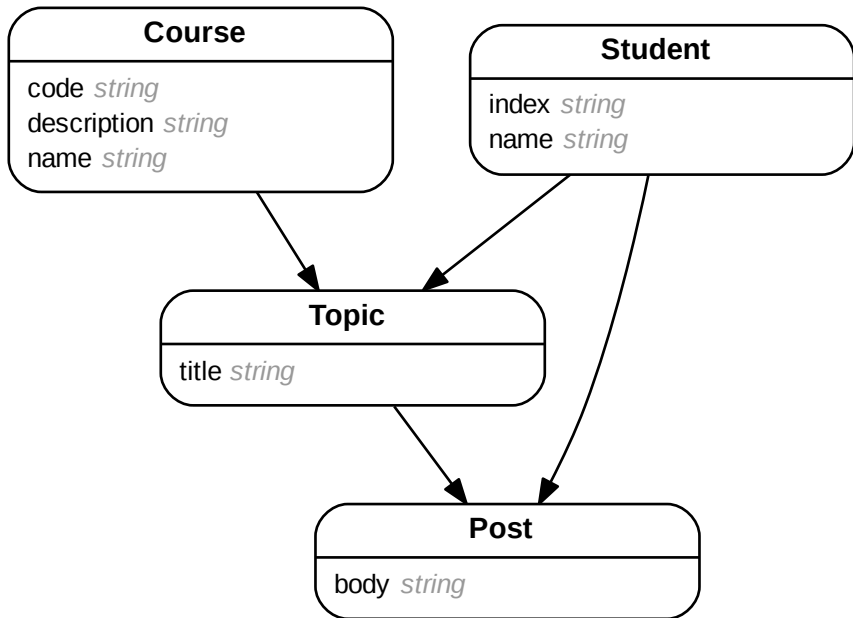 Course
code string
description string
name string
Student
index string
name string
Topic
title string
Post
body string